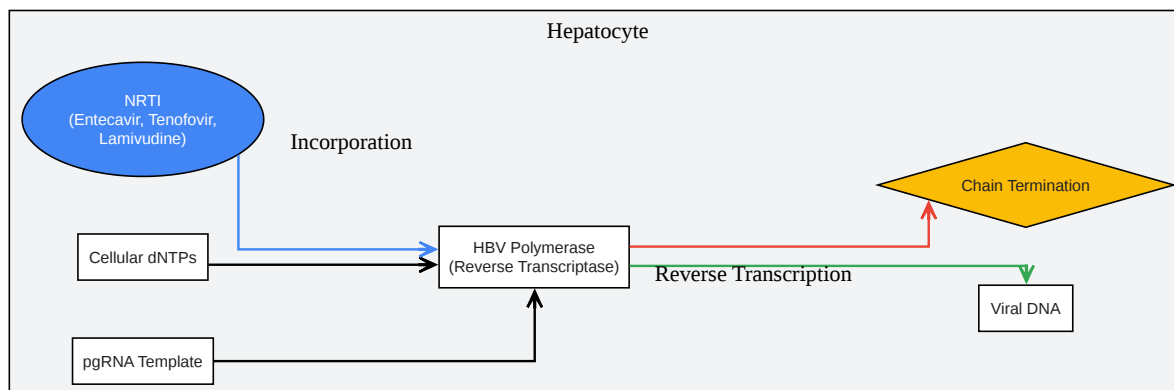 Hepatocyte
NRTI
(Entecavir, Tenofovir,
Lamivudine)
Incorporation
Chain Termination
Cellular dNTPs
HBV Polymerase
(Reverse Transcriptase)
Reverse Transcription
Viral DNA
pgRNA Template